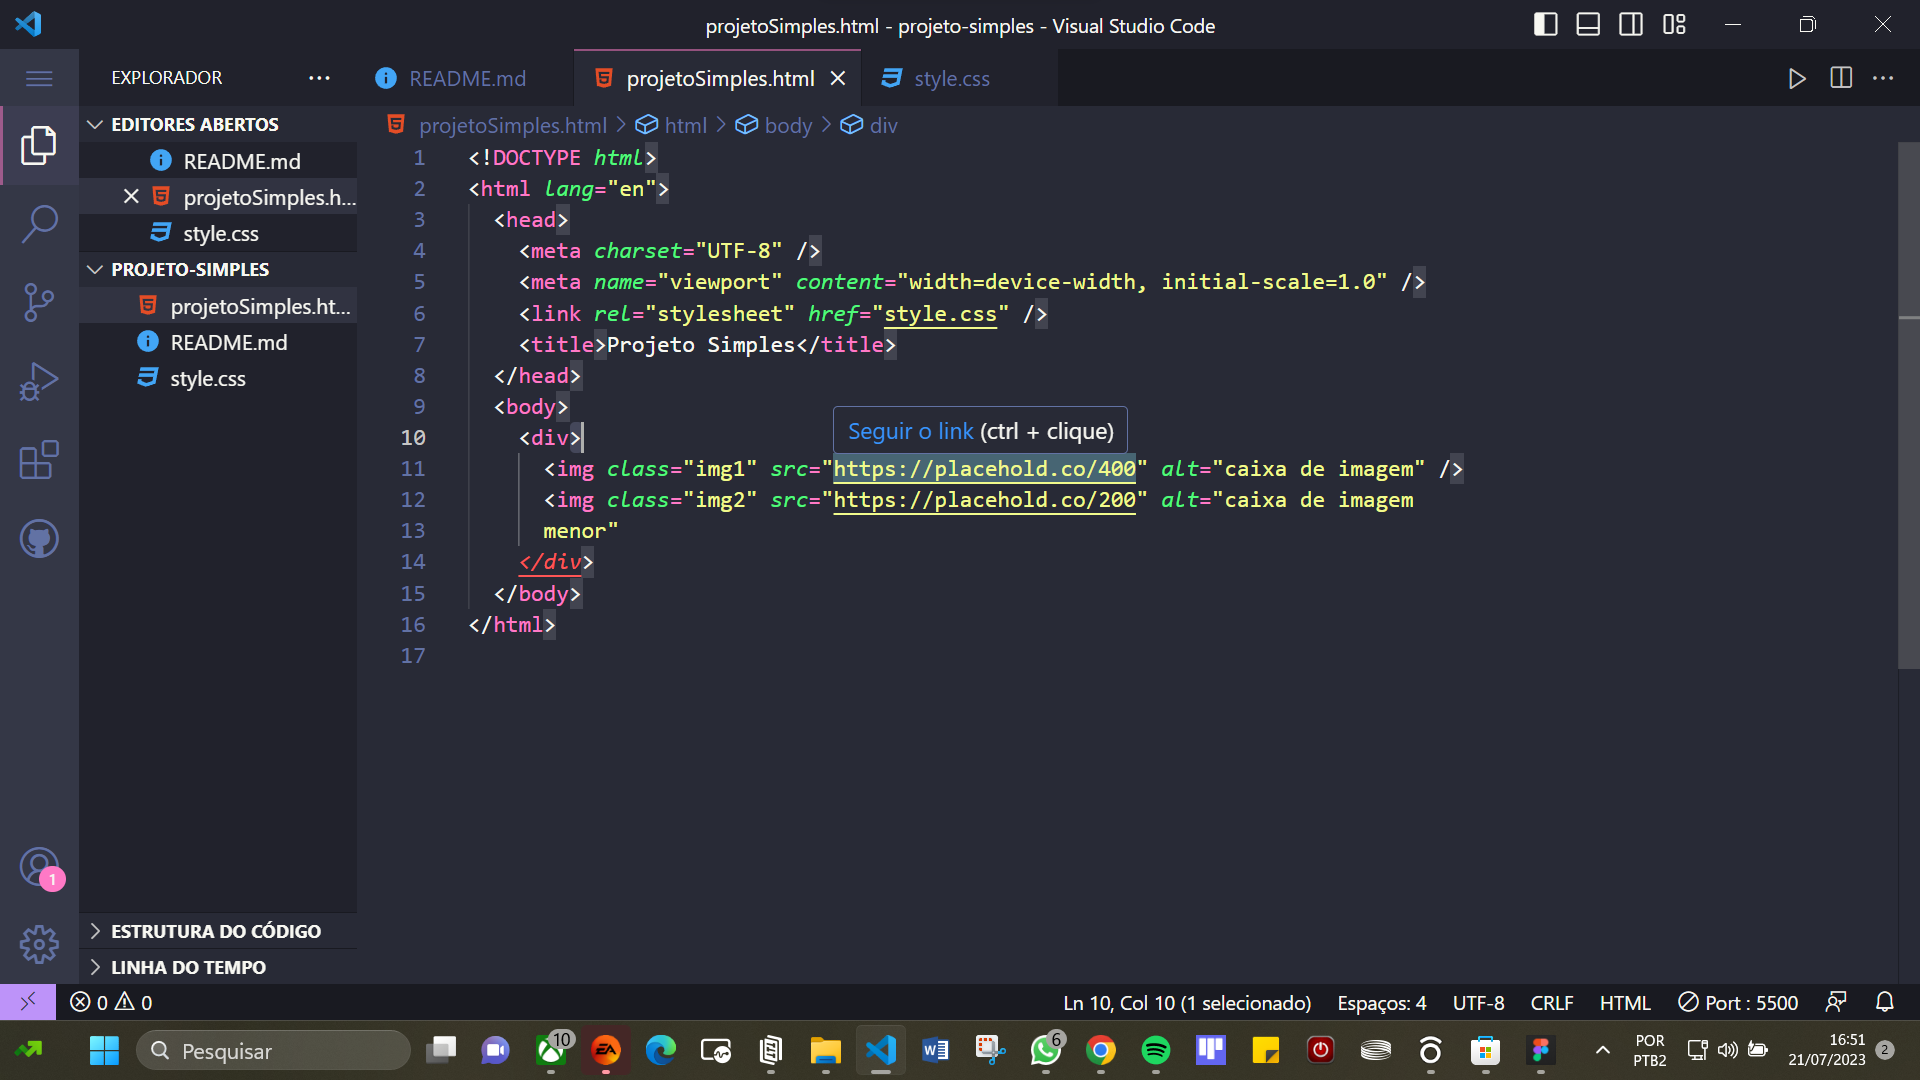 projetoSimples.html - projeto-simples - Visual Studio Code
EXPLORADOR
README.md
projetoSimples.html
style.css
EDITORES ABERTOS
README.md
projetoSimples.h...
style.css
PROJETO-SIMPLES
projetoSimples.ht...
README.md
style.css
projetoSimples.html > html > body > div
1 <!DOCTYPE html>
2 <html lang="en">
3 <head>
4 <meta charset="UTF-8" />
5 <meta name="viewport" content="width=device-width, initial-scale=1.0" />
6 <link rel="stylesheet" href="style.css" />
7 <title>Projeto Simples</title>
8 </head>
9 <body>
Seguir o link (ctrl + clique)
10 <div>
11 <img class="img1" src="https://placehold.co/400" alt="caixa de imagem" />
12 <img class="img2" src="https://placehold.co/200" alt="caixa de imagem
13 menor"
14 </div>
15 </body>
16 </html>
17
1
ESTRUTURA DO CÓDIGO
LINHA DO TEMPO
0 0
Ln 10, Col 10 (1 selecionado)
Espaços: 4
UTF-8
CRLF
HTML
Port : 5500
Pesquisar
10
EA
6
POR
PTB2
16:51
21/07/2023
2